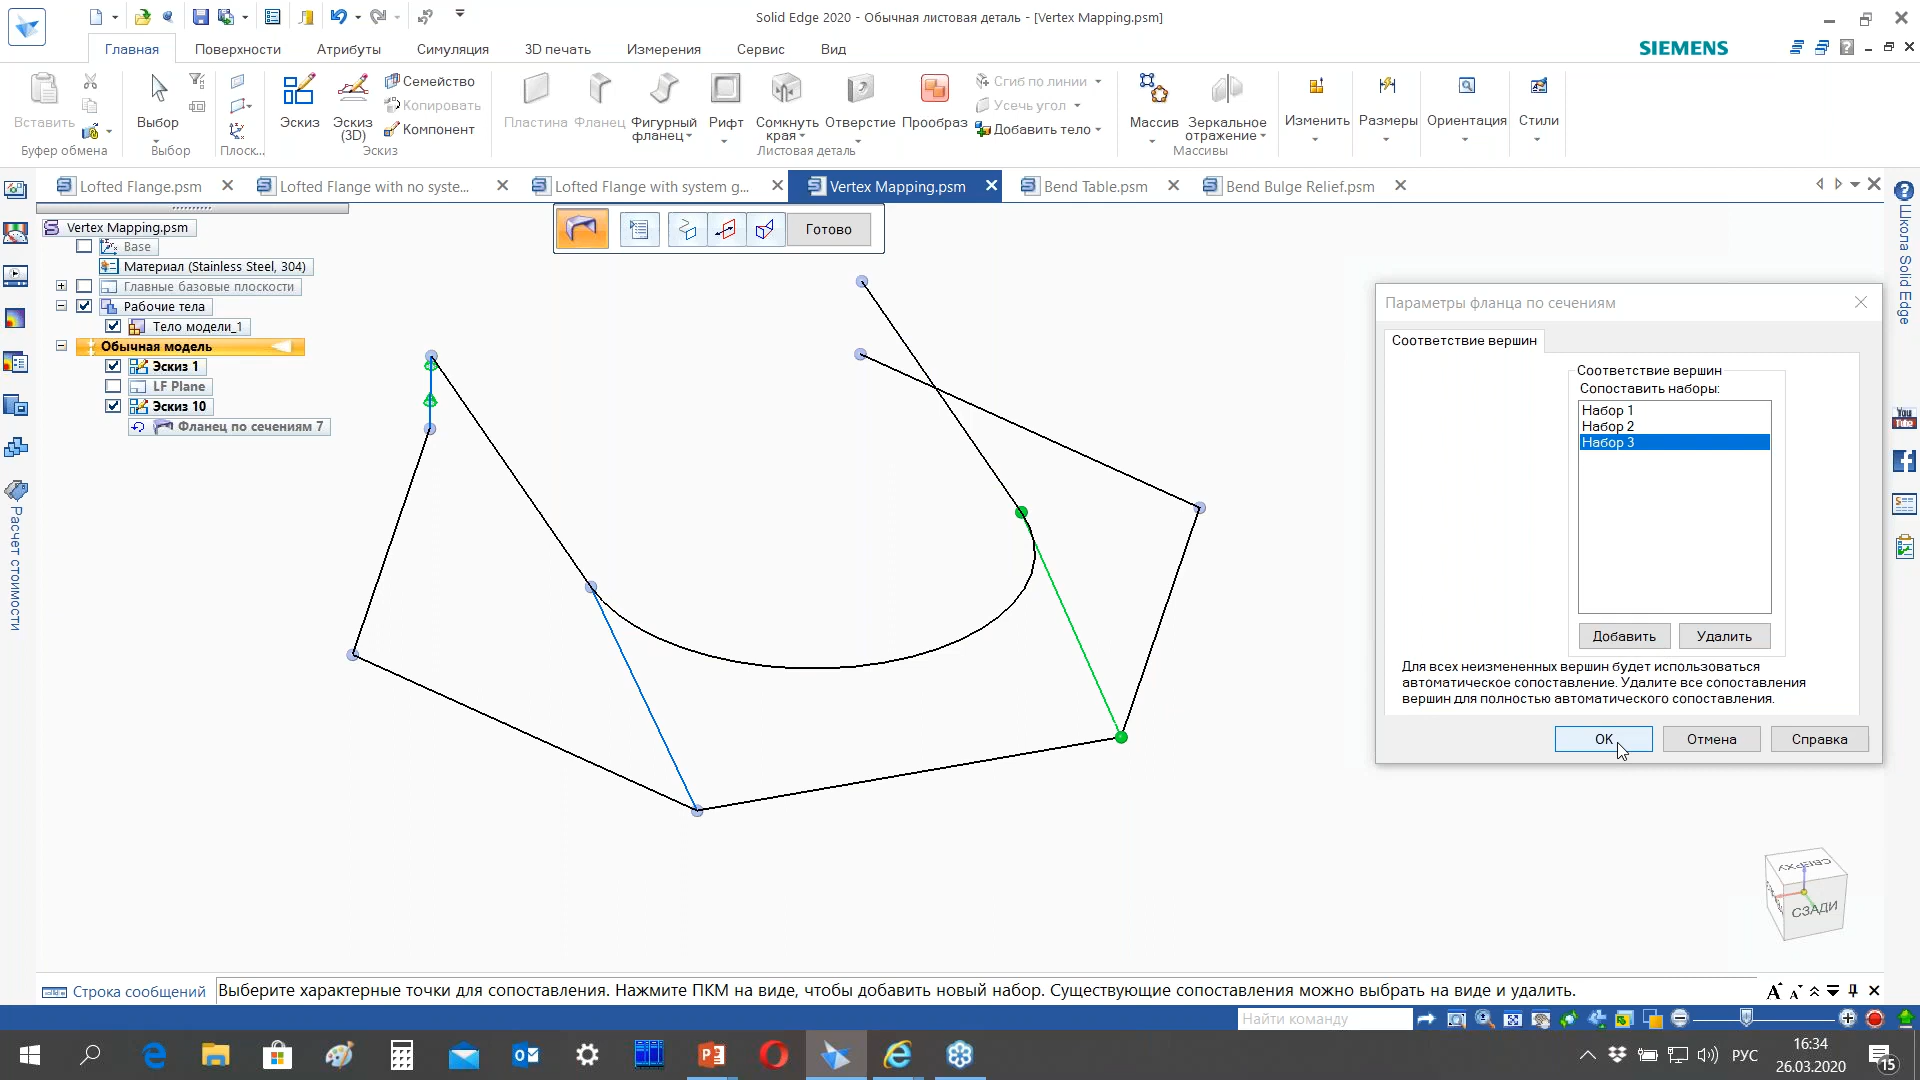 Solid Edge 2020 - Обычная листовая деталь - [Vertex Mapping.psm]
Главная
Поверхности
Атрибуты
Симуляция
3D печать
Измерения
Сервис
Вид
SIEMENS
Вставить
Буфер обмена
Выбор
Выбор
Плоск...
Эскиз
Эскиз (3D)
Семейство
Копировать
Компонент
Эскиз
Пластина
Фланец
Фигурный фланец
Рифт
Сомкнуть края
Отверстие
Прообраз
Сгиб по линии
Усечь угол
Добавить тело
Листовая деталь
Массив
Зеркальное отражение
Массивы
Изменить
Размеры
Ориентация
Стили
Lofted Flange.psm
Lofted Flange with no syste...
Lofted Flange with system g...
Vertex Mapping.psm
Bend Table.psm
Bend Bulge Relief.psm
Готово
Vertex Mapping.psm
Base
Материал (Stainless Steel, 304)
Главные базовые плоскости
Рабочие тела
Тело модели_1
Обычная модель
Эскиз 1
LF Plane
Эскиз 10
Фланец по сечениям 7
Расчет стоимости
Школа Solid Edge
You
Tube
Параметры фланца по сечениям
Соответствие вершин
Соответствие вершин
Сопоставить наборы:
Набор 1
Набор 2
Набор 3
Добавить
Удалить
Для всех неизмененных вершин будет использоваться
автоматическое сопоставление. Удалите все сопоставления
вершин для полностью автоматического сопоставления.
OK
Отмена
Справка
СВЕРХУ
СЗАДИ
Строка сообщений
Выберите характерные точки для сопоставления. Нажмите ПКМ на виде, чтобы добавить новый набор. Существующие сопоставления можно выбрать на виде и удалить.
Найти команду
РУС
16:34
26.03.2020
15